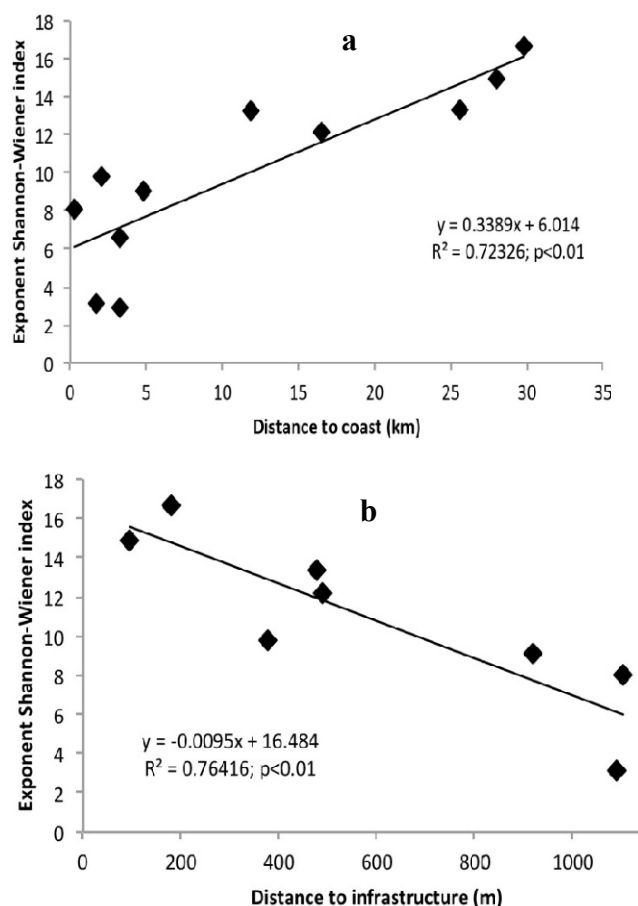 a
Exponent Shannon-Wiener index
18
16
14
12
10
8
6
4
2
0
y = 0.3389x + 6.014
R² = 0.72326; p<0.01
0 5 10 15 20 25 30 35
Distance to coast (km)
b
Exponent Shannon-Wiener index
18
16
14
12
10
8
6
4
2
0
y = -0.0095x + 16.484
R² = 0.76416; p<0.01
0 200 400 600 800 1000
Distance to infrastructure (m)